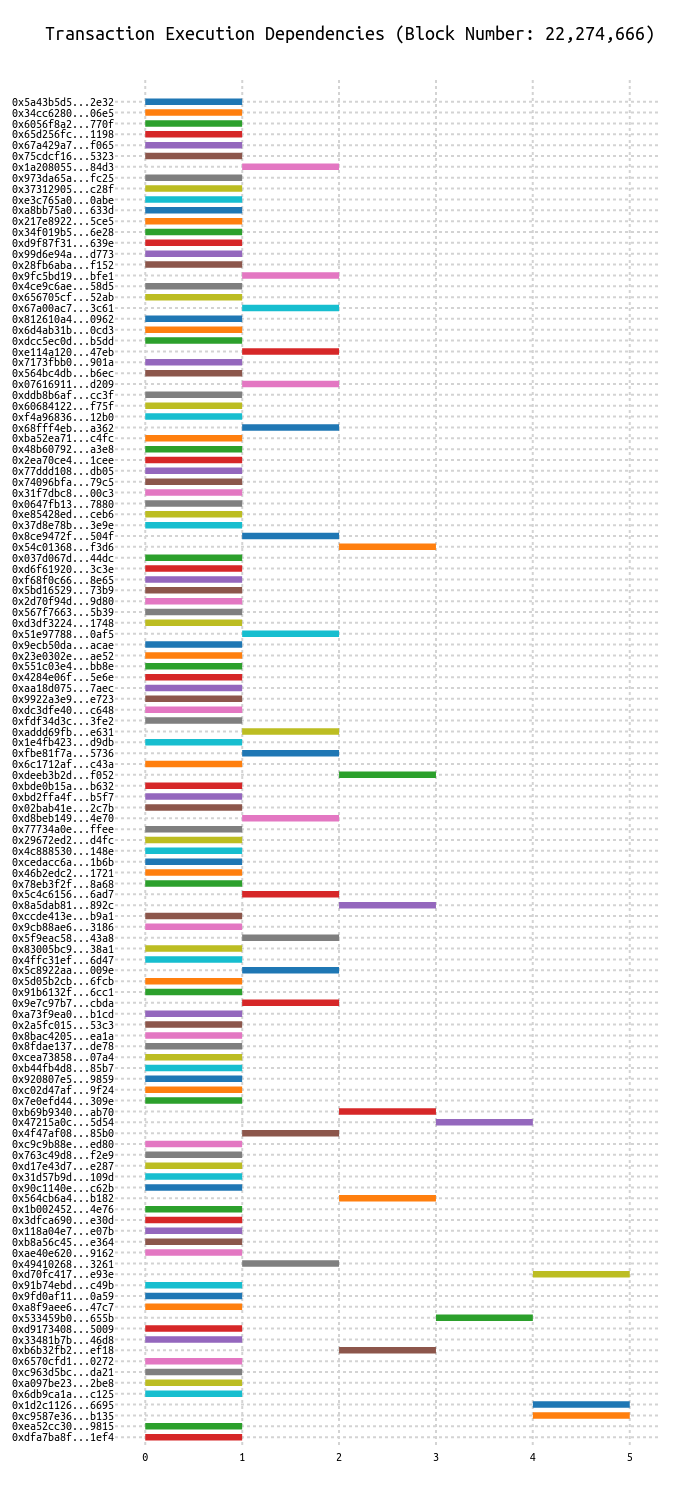 Transaction Execution Dependencies (Block Number: 22,274,666)
0x5a43b5d5...2e32
0x34cc6280...06e5
0x6056f8a2...770f
0x65d256fc...1198
0x67a429a7...f065
0x75cdcf16...5323
0x1a208055...84d3
0x973da65a...fc25
0x37312905...c28f
0xe3c765a0...0abe
0xa8bb75a0...633d
0x217e8922...5ce5
0x34f019b5...6e28
0xd9f87f31...639e
0x99d6e94a...d773
0x28fb6aba...f152
0x9fc5bd19...bfe1
0x4ce9c6ae...58d5
0x656705cf...52ab
0x67a00ac7...3c61
0x812610a4...0962
0x6d4ab31b...0cd3
0xdcc5ec0d...b5dd
0xe114a120...47eb
0x7173fbb0...901a
0x564bc4db...b6ec
0x07616911...d209
0xddb8b6af...cc3f
0x60684122...f75f
0xf4a96836...12b0
0x68fff4eb...a362
0xba52ea71...c4fc
0x48b60792...a3e8
0x2ea70ce4...1cee
0x77ddd108...db05
0x74096bfa...79c5
0x31f7dbc8...00c3
0x0647fb13...7880
0xe85428ed...ceb6
0x37d8e78b...3e9e
0x8ce9472f...504f
0x54c01368...f3d6
0x037d067d...44dc
0xd6f61920...3c3e
0xf68f0c66...8e65
0x5bd16529...73b9
0x2d70f94d...9d80
0x567f7663...5b39
0xd3df3224...1748
0x51e97788...0af5
0x9ecb50da...acae
0x23e0302e...ae52
0x551c03e4...bb8e
0x4284e06f...5e6e
0xaa18d075...7aec
0x9922a3e9...e723
0xdc3dfe40...c648
0xfdf34d3c...3fe2
0xaddd69fb...e631
0x1e4fb423...d9db
0xfbe81f7a...5736
0x6c1712af...c43a
0xdeeb3b2d...f052
0xbde0b15a...b632
0xbd2ffa4f...b5f7
0x02bab41e...2c7b
0xd8beb149...4e70
0x77734a0e...ffee
0x29672ed2...d4fc
0x4c888530...148e
0xcedacc6a...1b6b
0x46b2edc2...1721
0x78eb3f2f...8a68
0x5c4c6156...6ad7
0x8a5dab81...892c
0xccde413e...b9a1
0x9cb88ae6...3186
0x5f9eac58...43a8
0x83005bc9...38a1
0x4ffc31ef...6d47
0x5c8922aa...009e
0x5d05b2cb...6fcb
0x91b6132f...6cc1
0x9e7c97b7...cbda
0xa73f9ea0...b1cd
0x2a5fc015...53c3
0x8bac4205...ea1a
0x8fdae137...de78
0xcea73858...07a4
0xb44fb4d8...85b7
0x920807e5...9859
0xc02d47af...9f24
0x7e0efd44...309e
0xb69b9340...ab70
0x47215a0c...5d54
0x4f47af08...85b0
0xc9c9b88e...ed80
0x763c49d8...f2e9
0xd17e43d7...e287
0x31d57b9d...109d
0x90c1140e...c62b
0x564cb6a4...b182
0x1b002452...4e76
0x3dfca690...e30d
0x118a04e7...e07b
0xb8a56c45...e364
0xae40e620...9162
0x49410268...3261
0xd70fc417...e93e
0x91b74ebd...c49b
0x9fd0af11...0a59
0xa8f9aee6...47c7
0x533459b0...655b
0xd9173408...5009
0x33481b7b...46d8
0xb6b32fb2...ef18
0x6570cfd1...0272
0xc963d5bc...da21
0xa097be23...2be8
0x6db9ca1a...c125
0x1d2c1126...6695
0xc9587e36...b135
0xea52cc30...9815
0xdfa7ba8f...1ef4
0 1 2 3 4 5